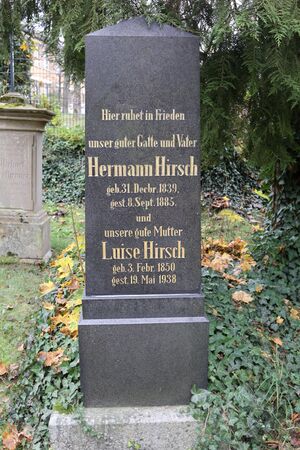 Hier ruhet in Frieden
unser guter Gatte und Vater
Hermann Hirsch
geb. 31. Decbr. 1839,
gest. 8. Sept. 1885.
und
unsere gute Mutter
Luise Hirsch
geb. 3. Febr. 1850
gest. 19. Mai 1938